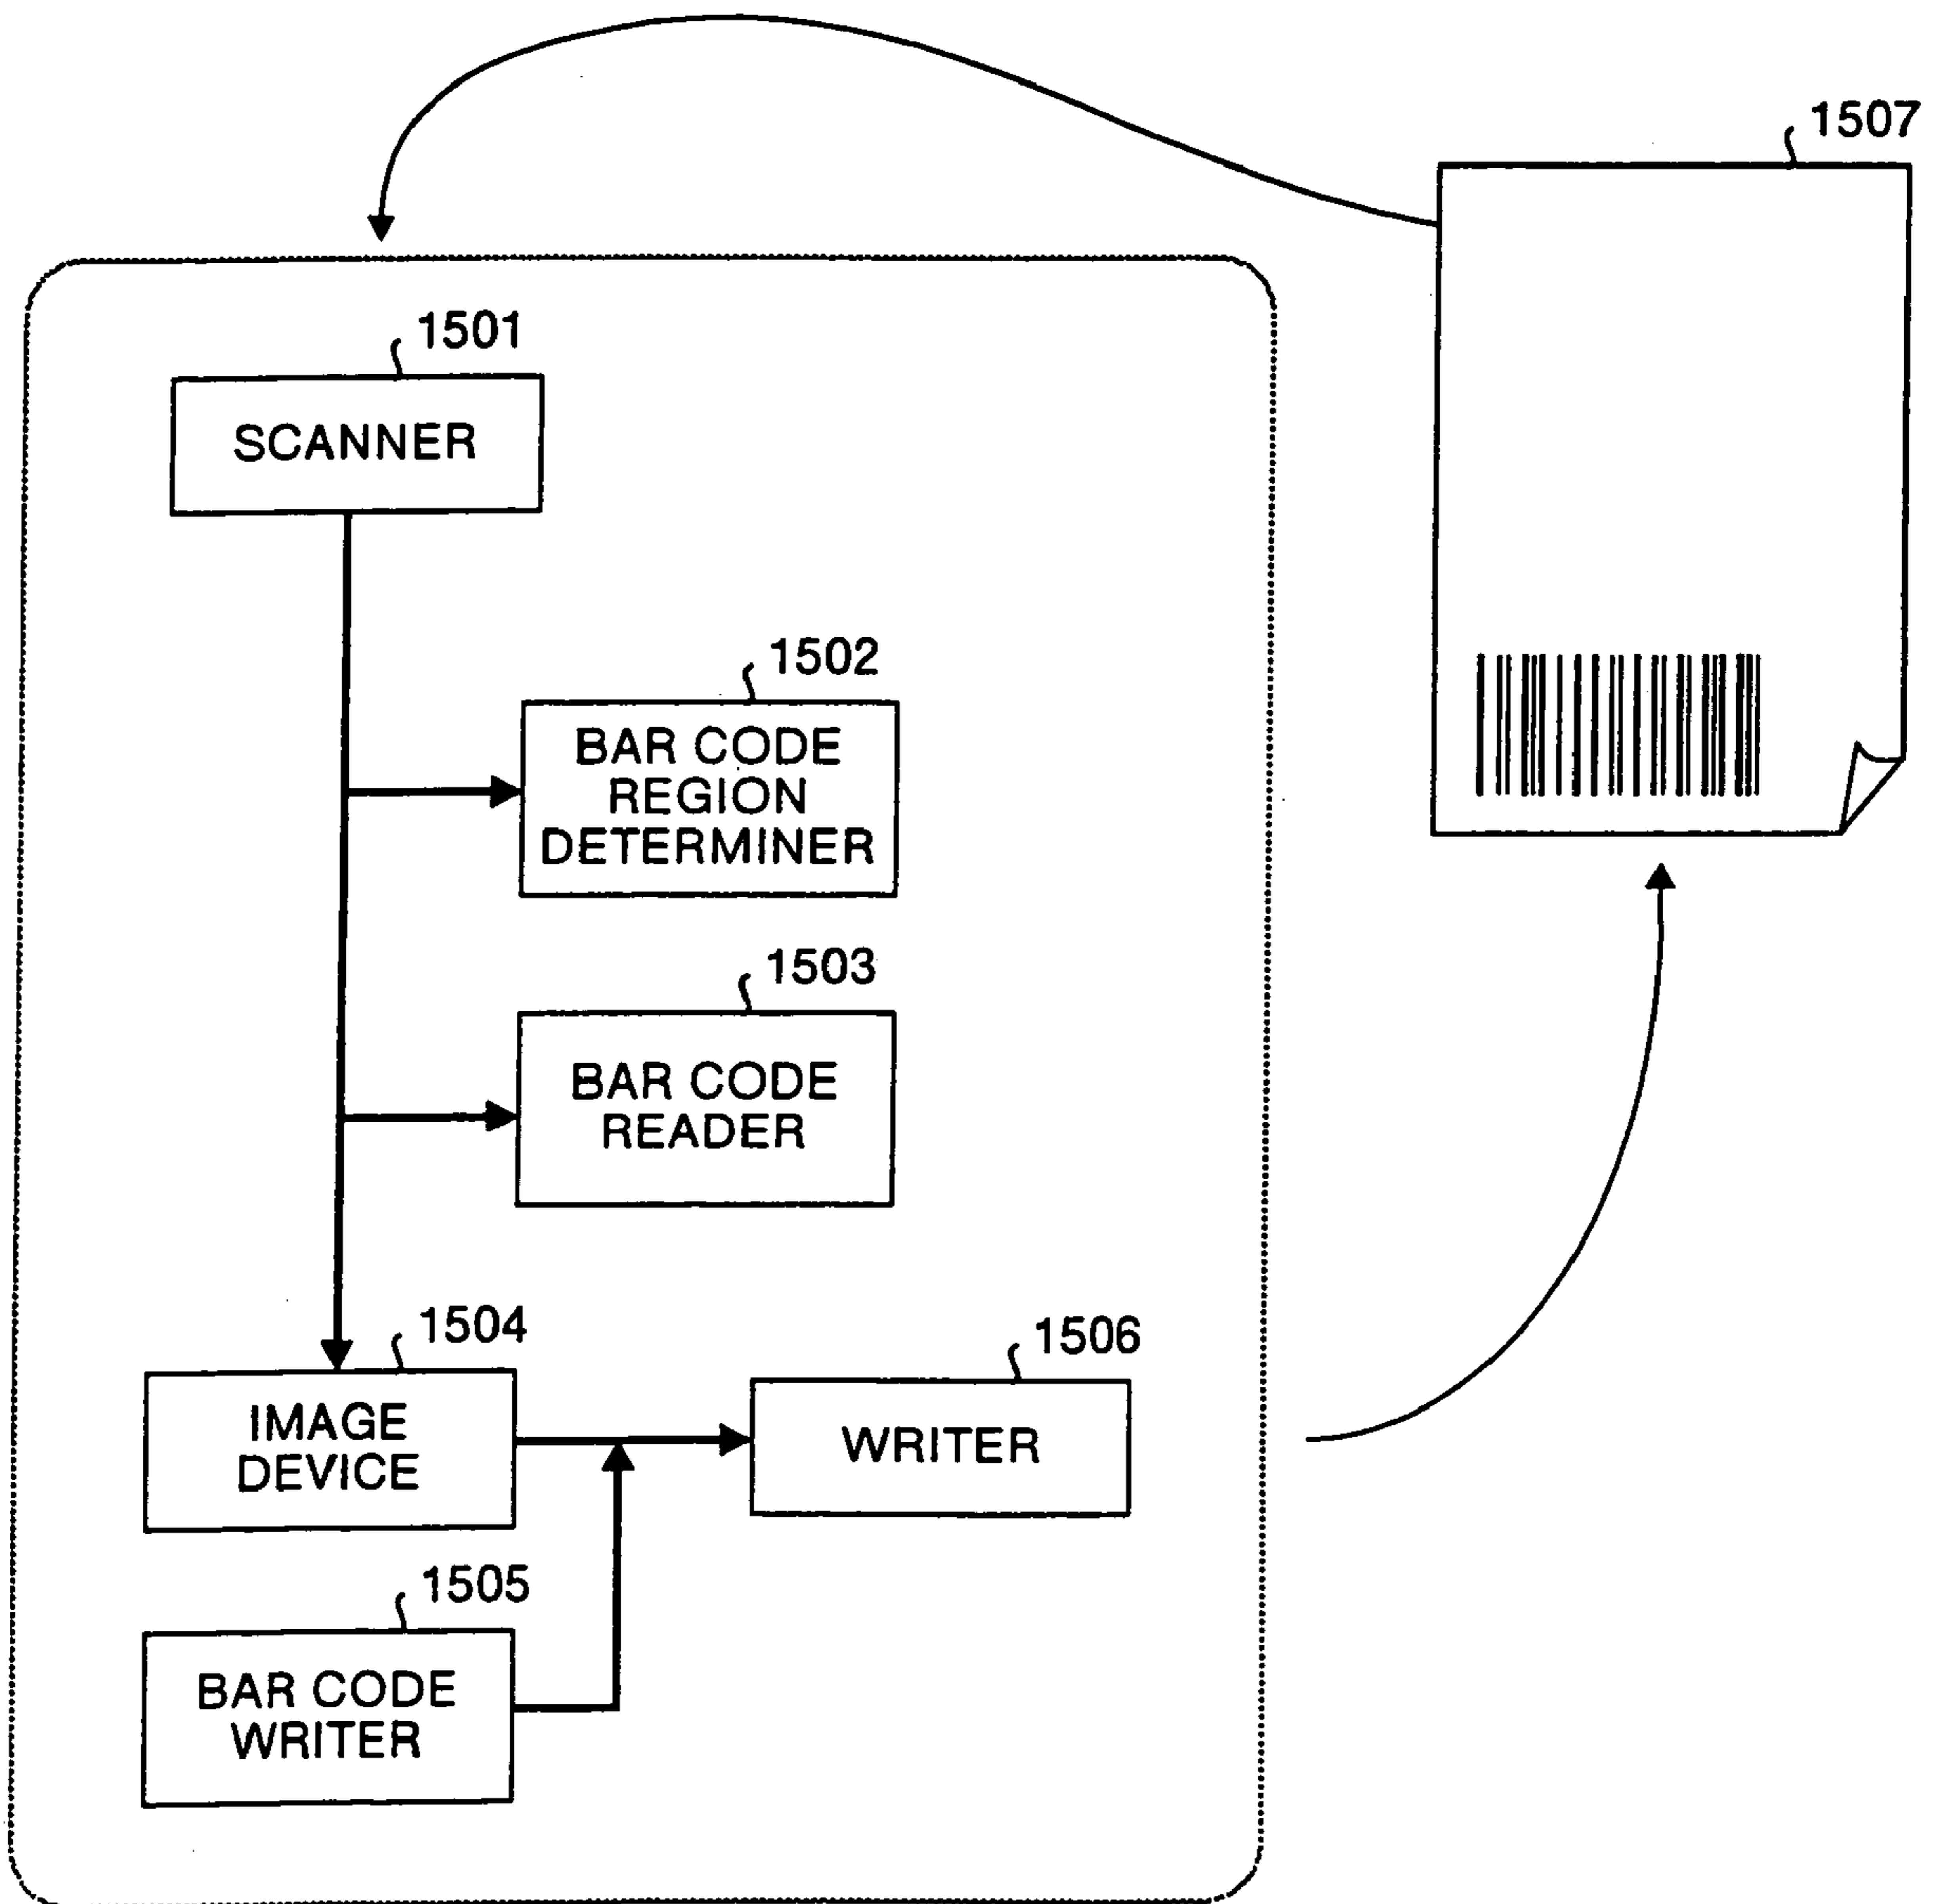 1507
1501
SCANNER
1502
BAR CODE
REGION
DETERMINER
1503
BAR CODE
READER
1504
IMAGE
DEVICE
1506
WRITER
1505
BAR CODE
WRITER